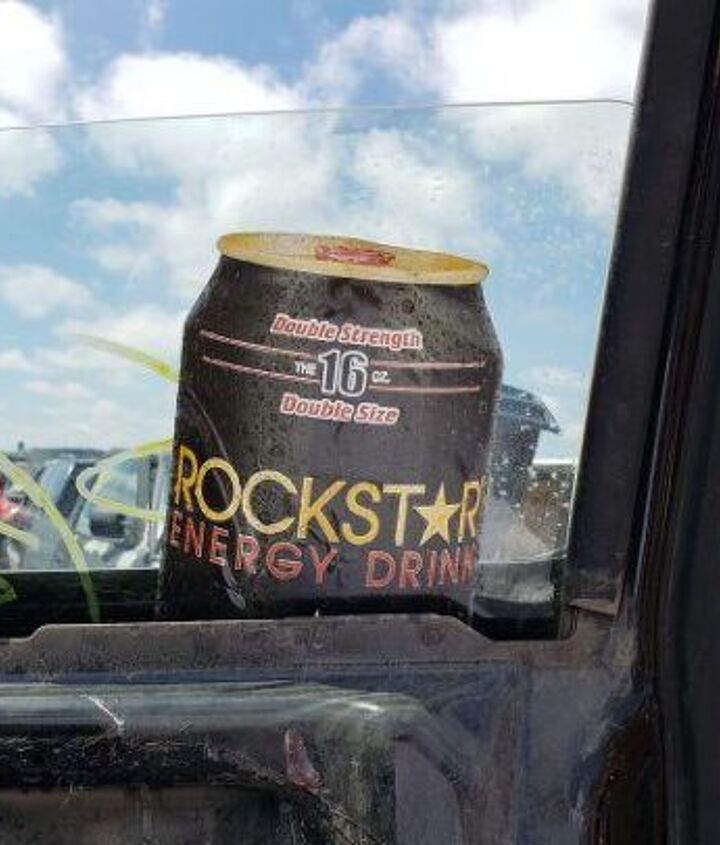 Double Strength
THE 16 oz.
Double Size
ROCKSTAR
ENERGY DRINK